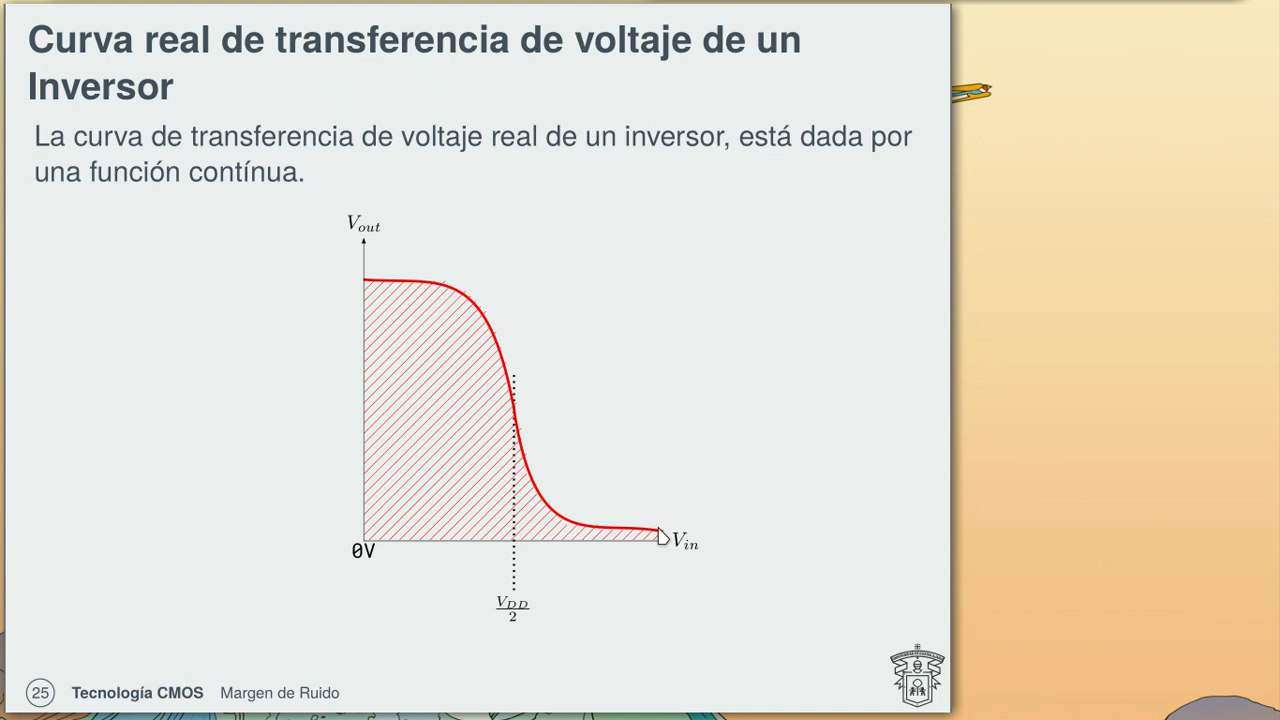 Curva real de transferencia de voltaje de un
Inversor
La curva de transferencia de voltaje real de un inversor, está dada por
una función contínua.
V_out
0V
V_in
V_DD
2
25 Tecnología CMOS Margen de Ruido